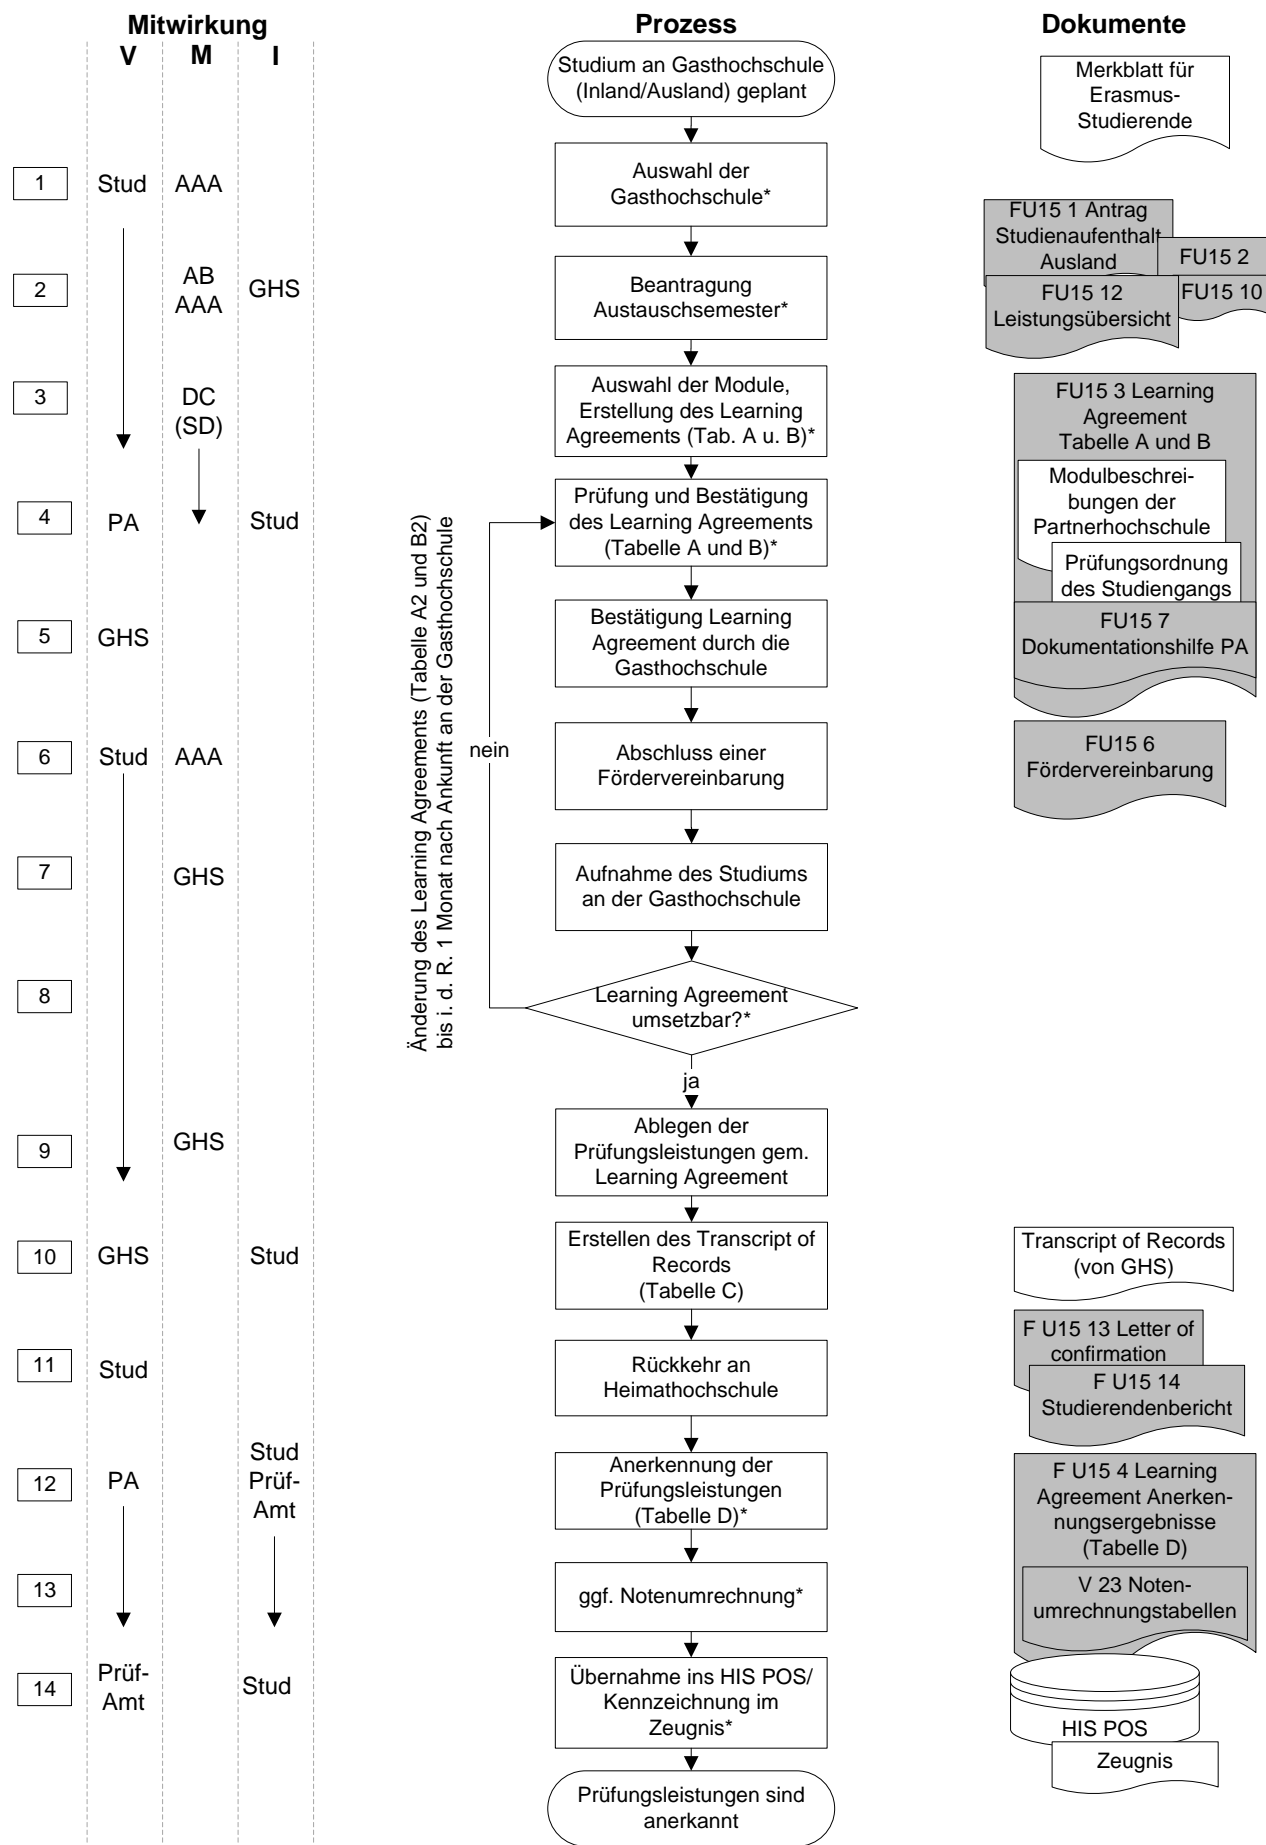 Mitwirkung
Prozess
Dokumente
V
M
I
Studium an Gasthochschule
(Inland/Ausland) geplant
Merkblatt für
Erasmus-
Studierende
1
Stud
AAA
Auswahl der
Gasthochschule*
FU15 1 Antrag
Studienaufenthalt
Ausland
FU15 2
FU15 10
FU15 12
Leistungsübersicht
2
AB
AAA
GHS
Beantragung
Austauschsemester*
3
DC
(SD)
Auswahl der Module,
Erstellung des Learning
Agreements (Tab. A u. B)*
FU15 3 Learning
Agreement
Tabelle A und B
Modulbeschrei-
bungen der
Partnerhochschule
Prüfungsordnung
des Studiengangs
FU15 7
Dokumentationshilfe PA
4
PA
Stud
Prüfung und Bestätigung
des Learning Agreements
(Tabelle A und B)*
5
GHS
Bestätigung Learning
Agreement durch die
Gasthochschule
Änderung des Learning Agreements (Tabelle A2 und B2)
bis i. d. R. 1 Monat nach Ankunft an der Gasthochschule
nein
6
Stud
AAA
Abschluss einer
Fördervereinbarung
FU15 6
Fördervereinbarung
7
GHS
Aufnahme des Studiums
an der Gasthochschule
8
Learning Agreement
umsetzbar?*
ja
9
GHS
Ablegen der
Prüfungsleistungen gem.
Learning Agreement
10
GHS
Stud
Erstellen des Transcript of
Records
(Tabelle C)
Transcript of Records
(von GHS)
11
Stud
Rückkehr an
Heimathochschule
F U15 13 Letter of
confirmation
F U15 14
Studierendenbericht
12
PA
Stud
Prüf-
Amt
Anerkennung der
Prüfungsleistungen
(Tabelle D)*
F U15 4 Learning
Agreement Anerken-
nungsergebnisse
(Tabelle D)
13
ggf. Notenumrechnung*
V 23 Noten-
umrechnungstabellen
14
Prüf-
Amt
Stud
Übernahme ins HIS POS/
Kennzeichnung im
Zeugnis*
HIS POS
Zeugnis
Prüfungsleistungen sind
anerkannt